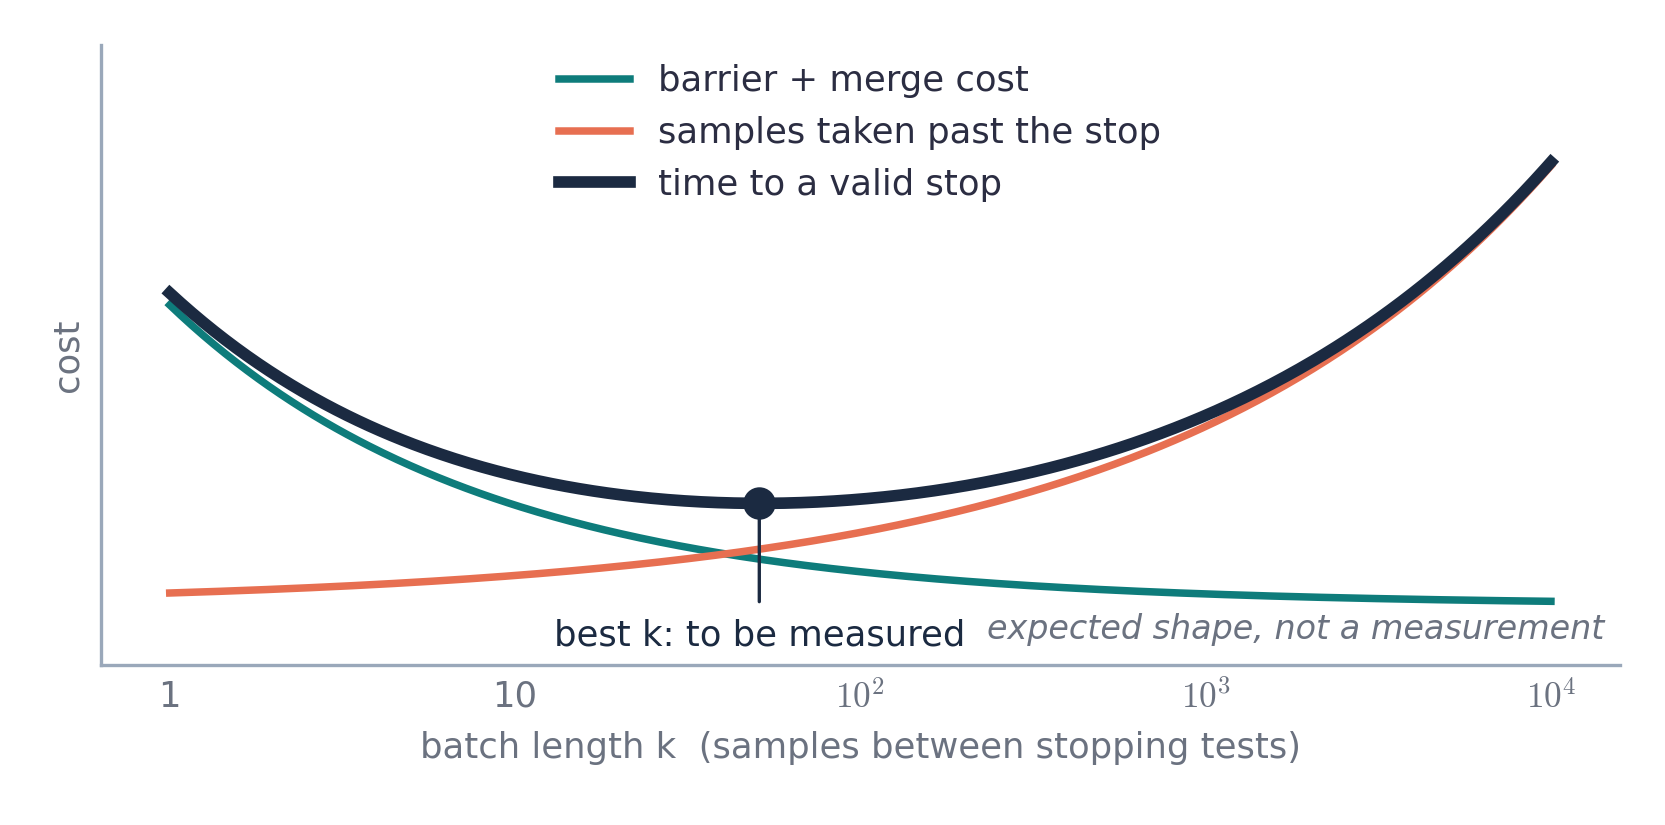 barrier + merge cost
samples taken past the stop
time to a valid stop
cost
best k: to be measured
expected shape, not a measurement
1 10 10² 10³ 10⁴
batch length k  (samples between stopping tests)